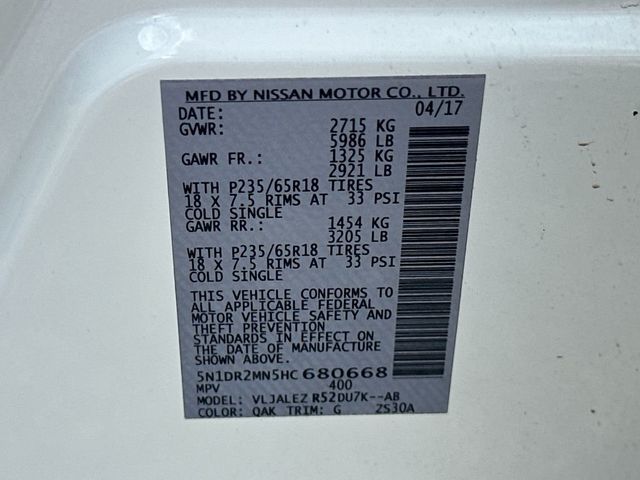 MFD BY NISSAN MOTOR CO., LTD.
DATE: 04/17
GVWR: 2715 KG
5986 LB
GAWR FR.: 1325 KG
2921 LB
WITH P235/65R18 TIRES
18 X 7.5 RIMS AT 33 PSI
COLD SINGLE
GAWR RR.: 1454 KG
3205 LB
WITH P235/65R18 TIRES
18 X 7.5 RIMS AT 33 PSI
COLD SINGLE
THIS VEHICLE CONFORMS TO
ALL APPLICABLE FEDERAL
MOTOR VEHICLE SAFETY AND
THEFT PREVENTION
STANDARDS IN EFFECT ON
THE DATE OF MANUFACTURE
SHOWN ABOVE.
5N1DR2MN5HC680668
MPV 400
MODEL: VLJALEZ R52DU7K--AB
COLOR: QAK TRIM: G 2S30A